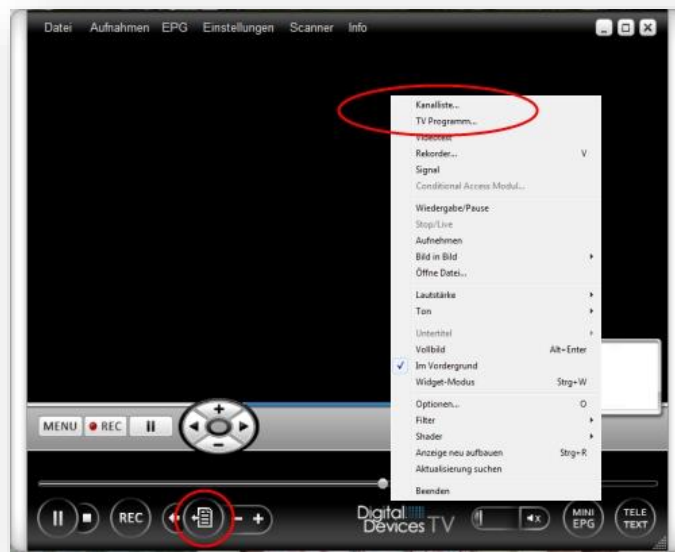 Datei Aufnahmen EPG Einstellungen Scanner Info
Kanalliste...
TV Programm...
Videotext
Rekorder... V
Signal
Conditional Access Modul...
Wiedergabe/Pause
Stop/Live
Aufnehmen
Bild in Bild
Öffne Datei...
Lautstärke
Ton
Untertitel
Vollbild Alt+Enter
Im Vordergrund
Widget-Modus Strg+W
Optionen... O
Filter
Shader
Anzeige neu aufbauen Strg+R
Aktualisierung suchen
Beenden
MENU REC
REC
Digital Devices TV
MINI EPG
TELE TEXT